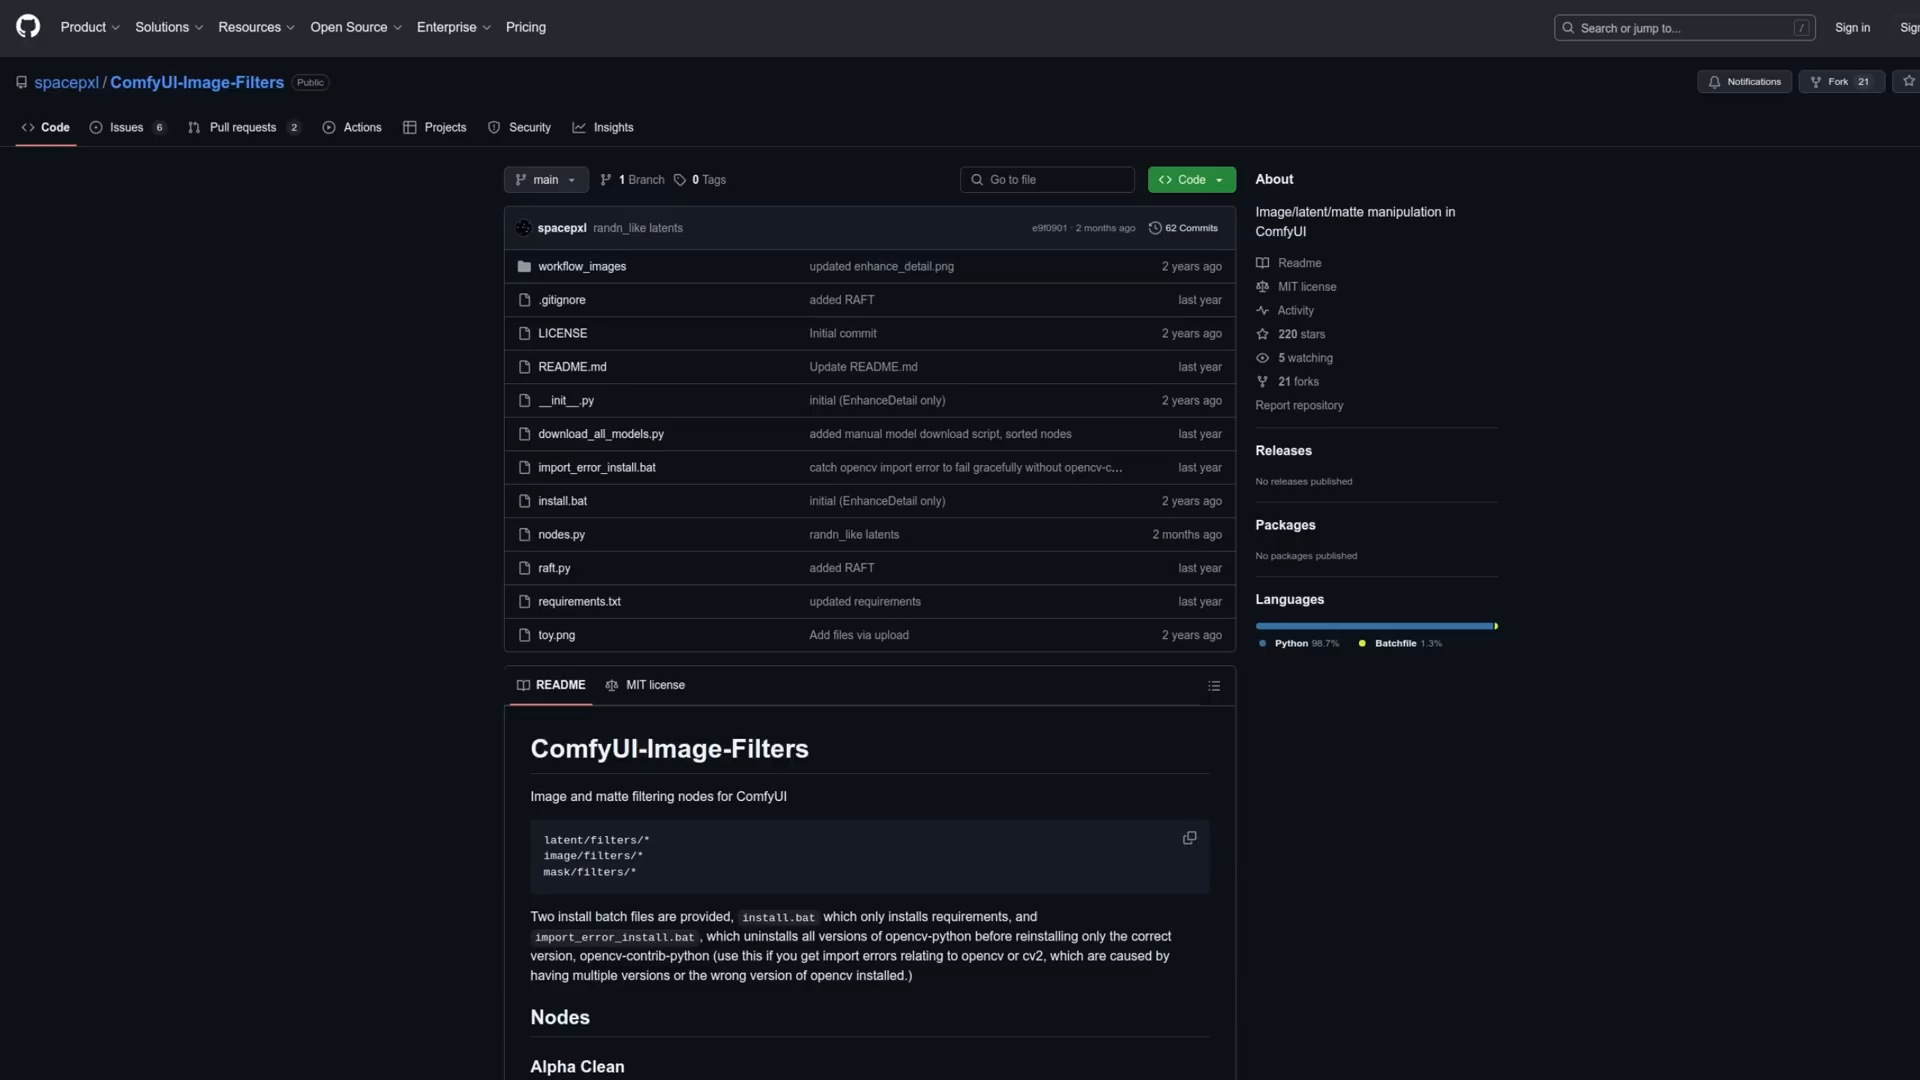 Product Solutions Resources Open Source Enterprise Pricing Search or jump to... / Sign in Sign
spacepxl / ComfyUI-Image-Filters Public Notifications Fork 21
Code Issues 6 Pull requests 2 Actions Projects Security Insights
main 1 Branch 0 Tags Go to file Code
spacepxl randn_like latents e9f0901 · 2 months ago 62 Commits
workflow_images updated enhance_detail.png 2 years ago
.gitignore added RAFT last year
LICENSE Initial commit 2 years ago
README.md Update README.md last year
__init__.py initial (EnhanceDetail only) 2 years ago
download_all_models.py added manual model download script, sorted nodes last year
import_error_install.bat catch opencv import error to fail gracefully without opencv-c... last year
install.bat initial (EnhanceDetail only) 2 years ago
nodes.py randn_like latents 2 months ago
raft.py added RAFT last year
requirements.txt updated requirements last year
toy.png Add files via upload 2 years ago
README MIT license
ComfyUI-Image-Filters
Image and matte filtering nodes for ComfyUI
latent/filters/*
image/filters/*
mask/filters/*
Two install batch files are provided, install.bat which only installs requirements, and
import_error_install.bat , which uninstalls all versions of opencv-python before reinstalling only the correct
version, opencv-contrib-python (use this if you get import errors relating to opencv or cv2, which are caused by
having multiple versions or the wrong version of opencv installed.)
Nodes
Alpha Clean
About
Image/latent/matte manipulation in
ComfyUI
Readme
MIT license
Activity
220 stars
5 watching
21 forks
Report repository
Releases
No releases published
Packages
No packages published
Languages
Python 98.7% Batchfile 1.3%